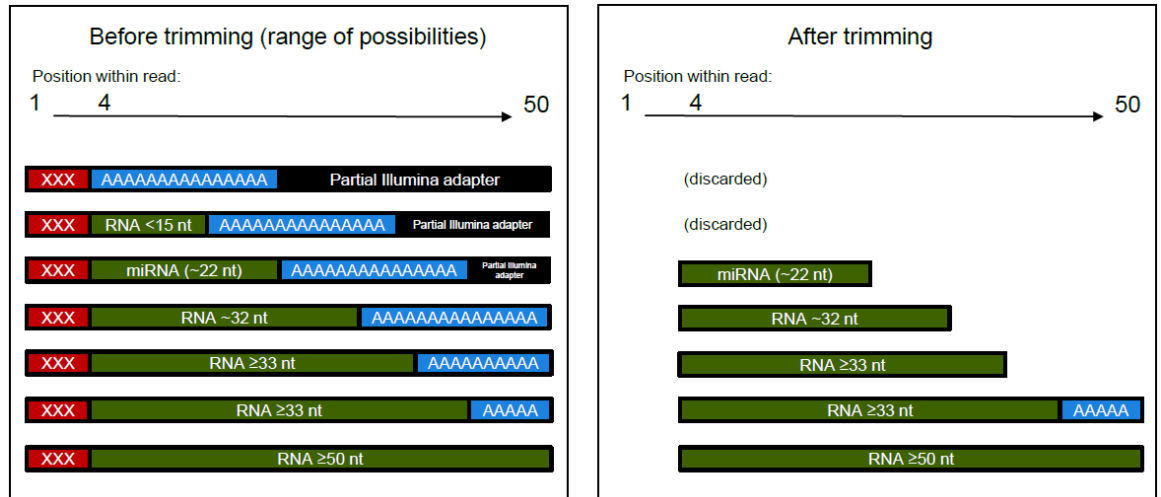 Before trimming (range of possibilities)
Position within read:
1 4 50
XXX AAAAAAAAAAAAAAA Partial Illumina adapter
XXX RNA <15 nt AAAAAAAAAAAAAAA Partial Illumina adapter
XXX miRNA (~22 nt) AAAAAAAAAAAAAAA Partial Illumina
adapter
XXX RNA ~32 nt AAAAAAAAAAAAAAA
XXX RNA ≥33 nt AAAAAAAAAA
XXX RNA ≥33 nt AAAAA
XXX RNA ≥50 nt
After trimming
Position within read:
1 4 50
(discarded)
(discarded)
miRNA (~22 nt)
RNA ~32 nt
RNA ≥33 nt
RNA ≥33 nt AAAAA
RNA ≥50 nt